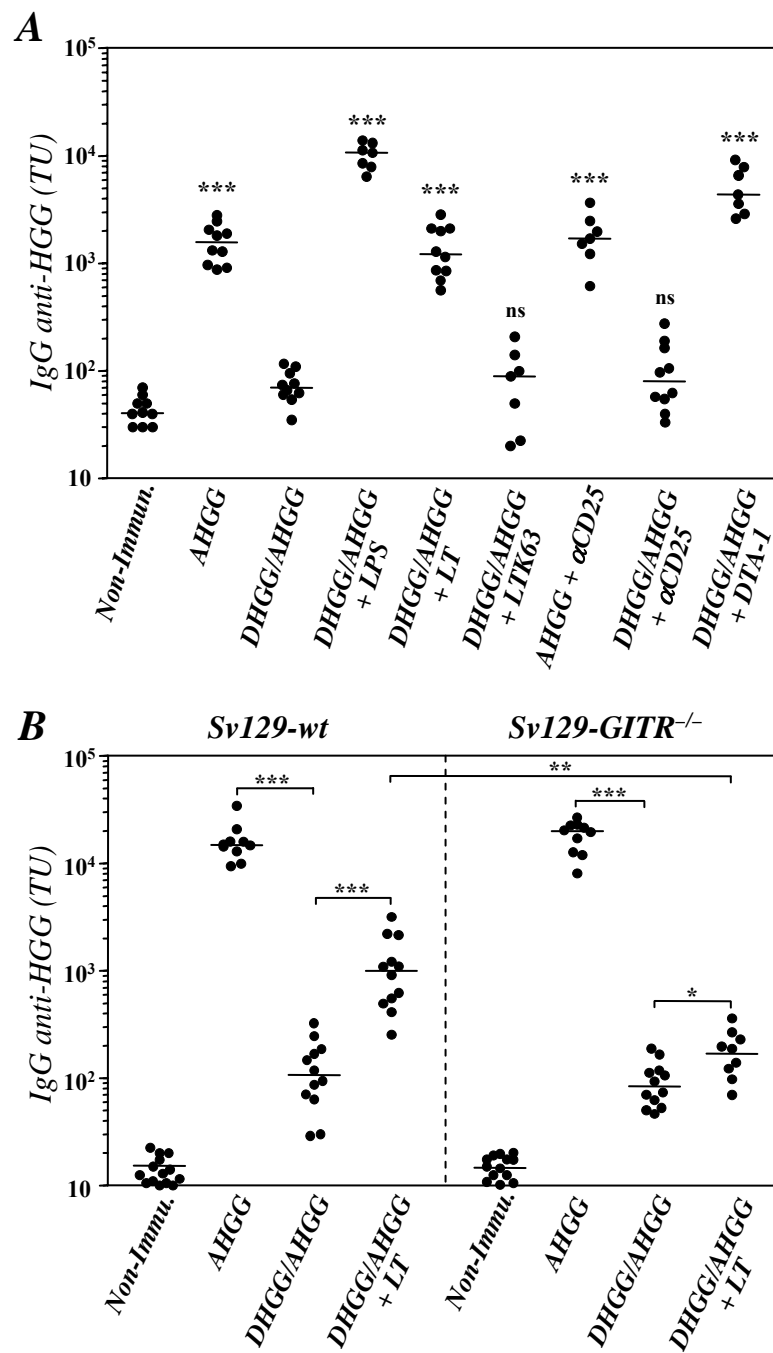 A
IgG anti-HGG (TU)
10⁵
10⁴
10³
10²
10
***
***
***
ns
***
ns
***
Non-Immun.
AHGG
DHGG/AHGG
DHGG/AHGG
+ LPS
DHGG/AHGG
+ LT
DHGG/AHGG
+ LTK63
AHGG + αCD25
DHGG/AHGG
+ αCD25
DHGG/AHGG
+ DTA-1
B
Sv129-wt
Sv129-GITR⁻/⁻
IgG anti-HGG (TU)
10⁵
10⁴
10³
10²
10
***
***
**
***
*
Non-Immu.
AHGG
DHGG/AHGG
DHGG/AHGG
+ LT
Non-Immu.
AHGG
DHGG/AHGG
DHGG/AHGG
+ LT